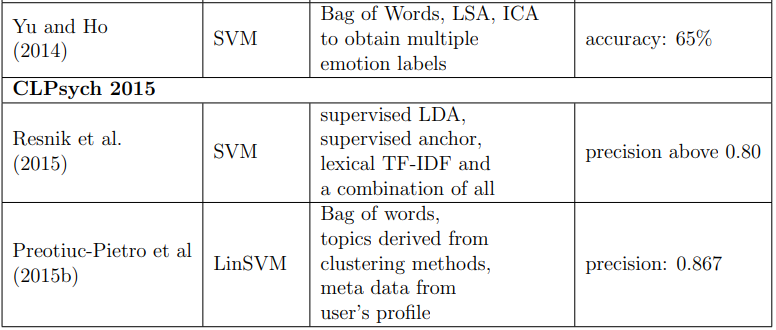 Yu and Ho
(2014)
SVM
Bag of Words, LSA, ICA
to obtain multiple
emotion labels
accuracy: 65%
CLPsych 2015
Resnik et al.
(2015)
SVM
supervised LDA,
supervised anchor,
lexical TF-IDF and
a combination of all
precision above 0.80
Preotiuc-Pietro et al
(2015b)
LinSVM
Bag of words,
topics derived from
clustering methods,
meta data from
user's profile
precision: 0.867